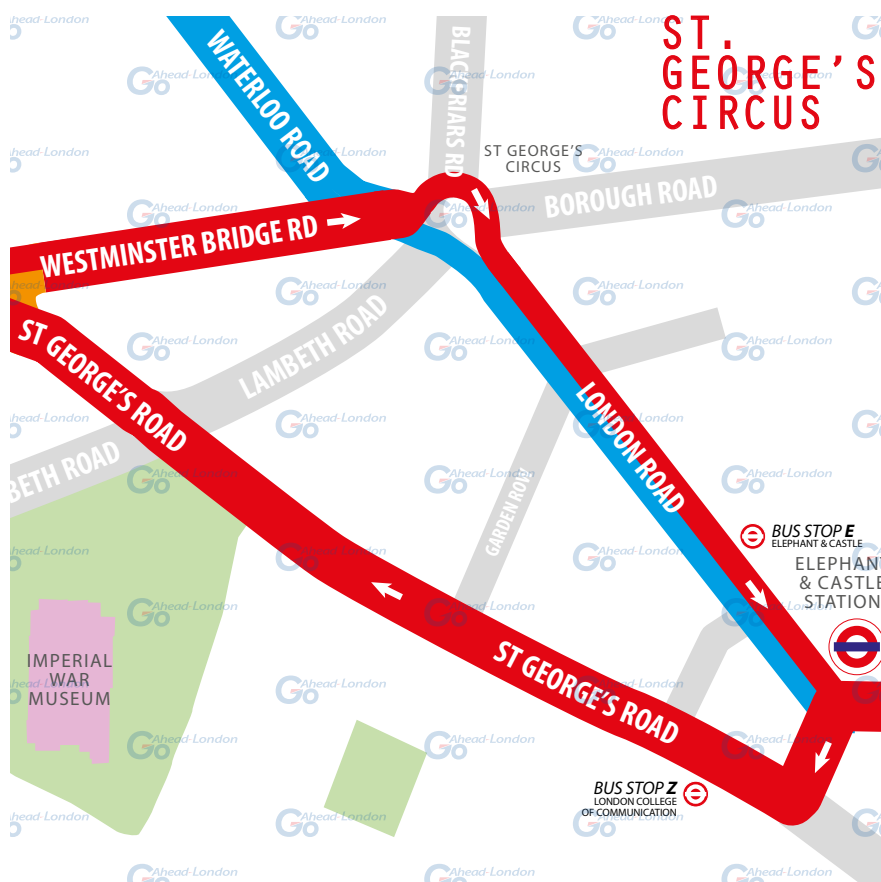 ST.
GEORGE'S
CIRCUS
WATERLOO ROAD
BLACKFRIARS RD
ST GEORGE'S
CIRCUS
BOROUGH ROAD
WESTMINSTER BRIDGE RD
ST GEORGE'S ROAD
LAMBETH ROAD
BETH ROAD
LONDON ROAD
GARDEN ROW
BUS STOP E
ELEPHANT & CASTLE
ELEPHANT
& CASTLE
STATION
IMPERIAL
WAR
MUSEUM
ST GEORGE'S ROAD
BUS STOP Z
LONDON COLLEGE
OF COMMUNICATION
Go Ahead-London